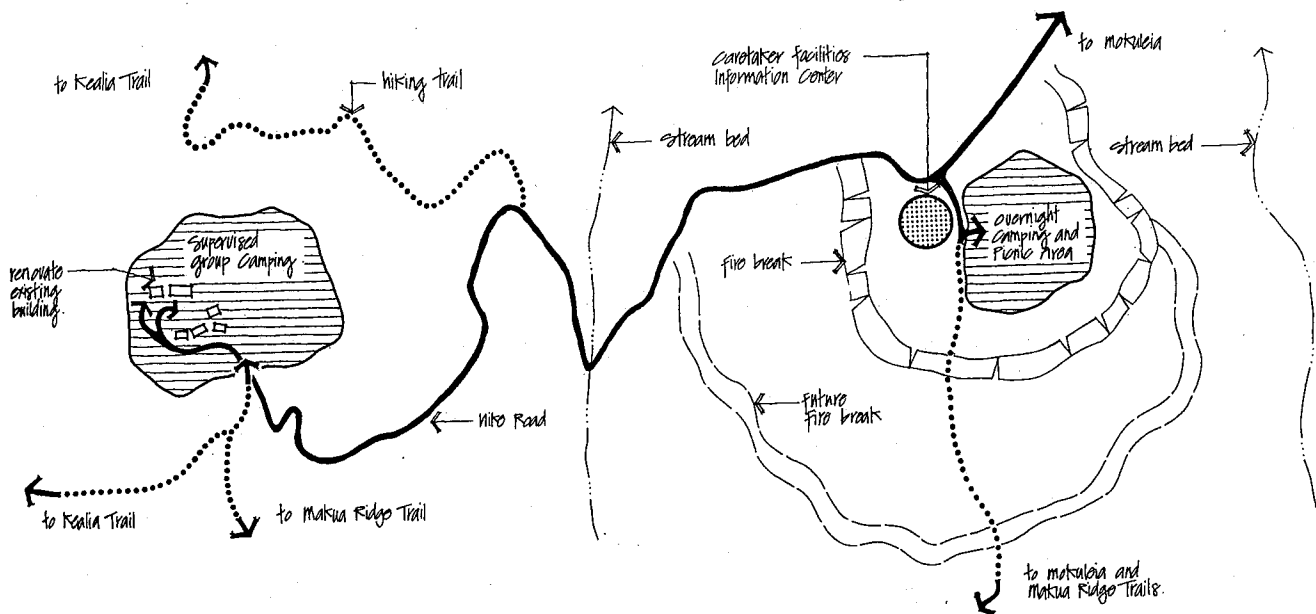 to mokuleia
caretaker facilities
Information Center
to Kealia Trail
hiking trail
stream bed
stream bed
Supervised
group Camping
overnight
Camping and
Picnic Area
renovate
existing
building.
fire break
future
fire break
Nike Road
to Kealia Trail
to Makua Ridge Trail
to mokuleia and
makua Ridge Trails.